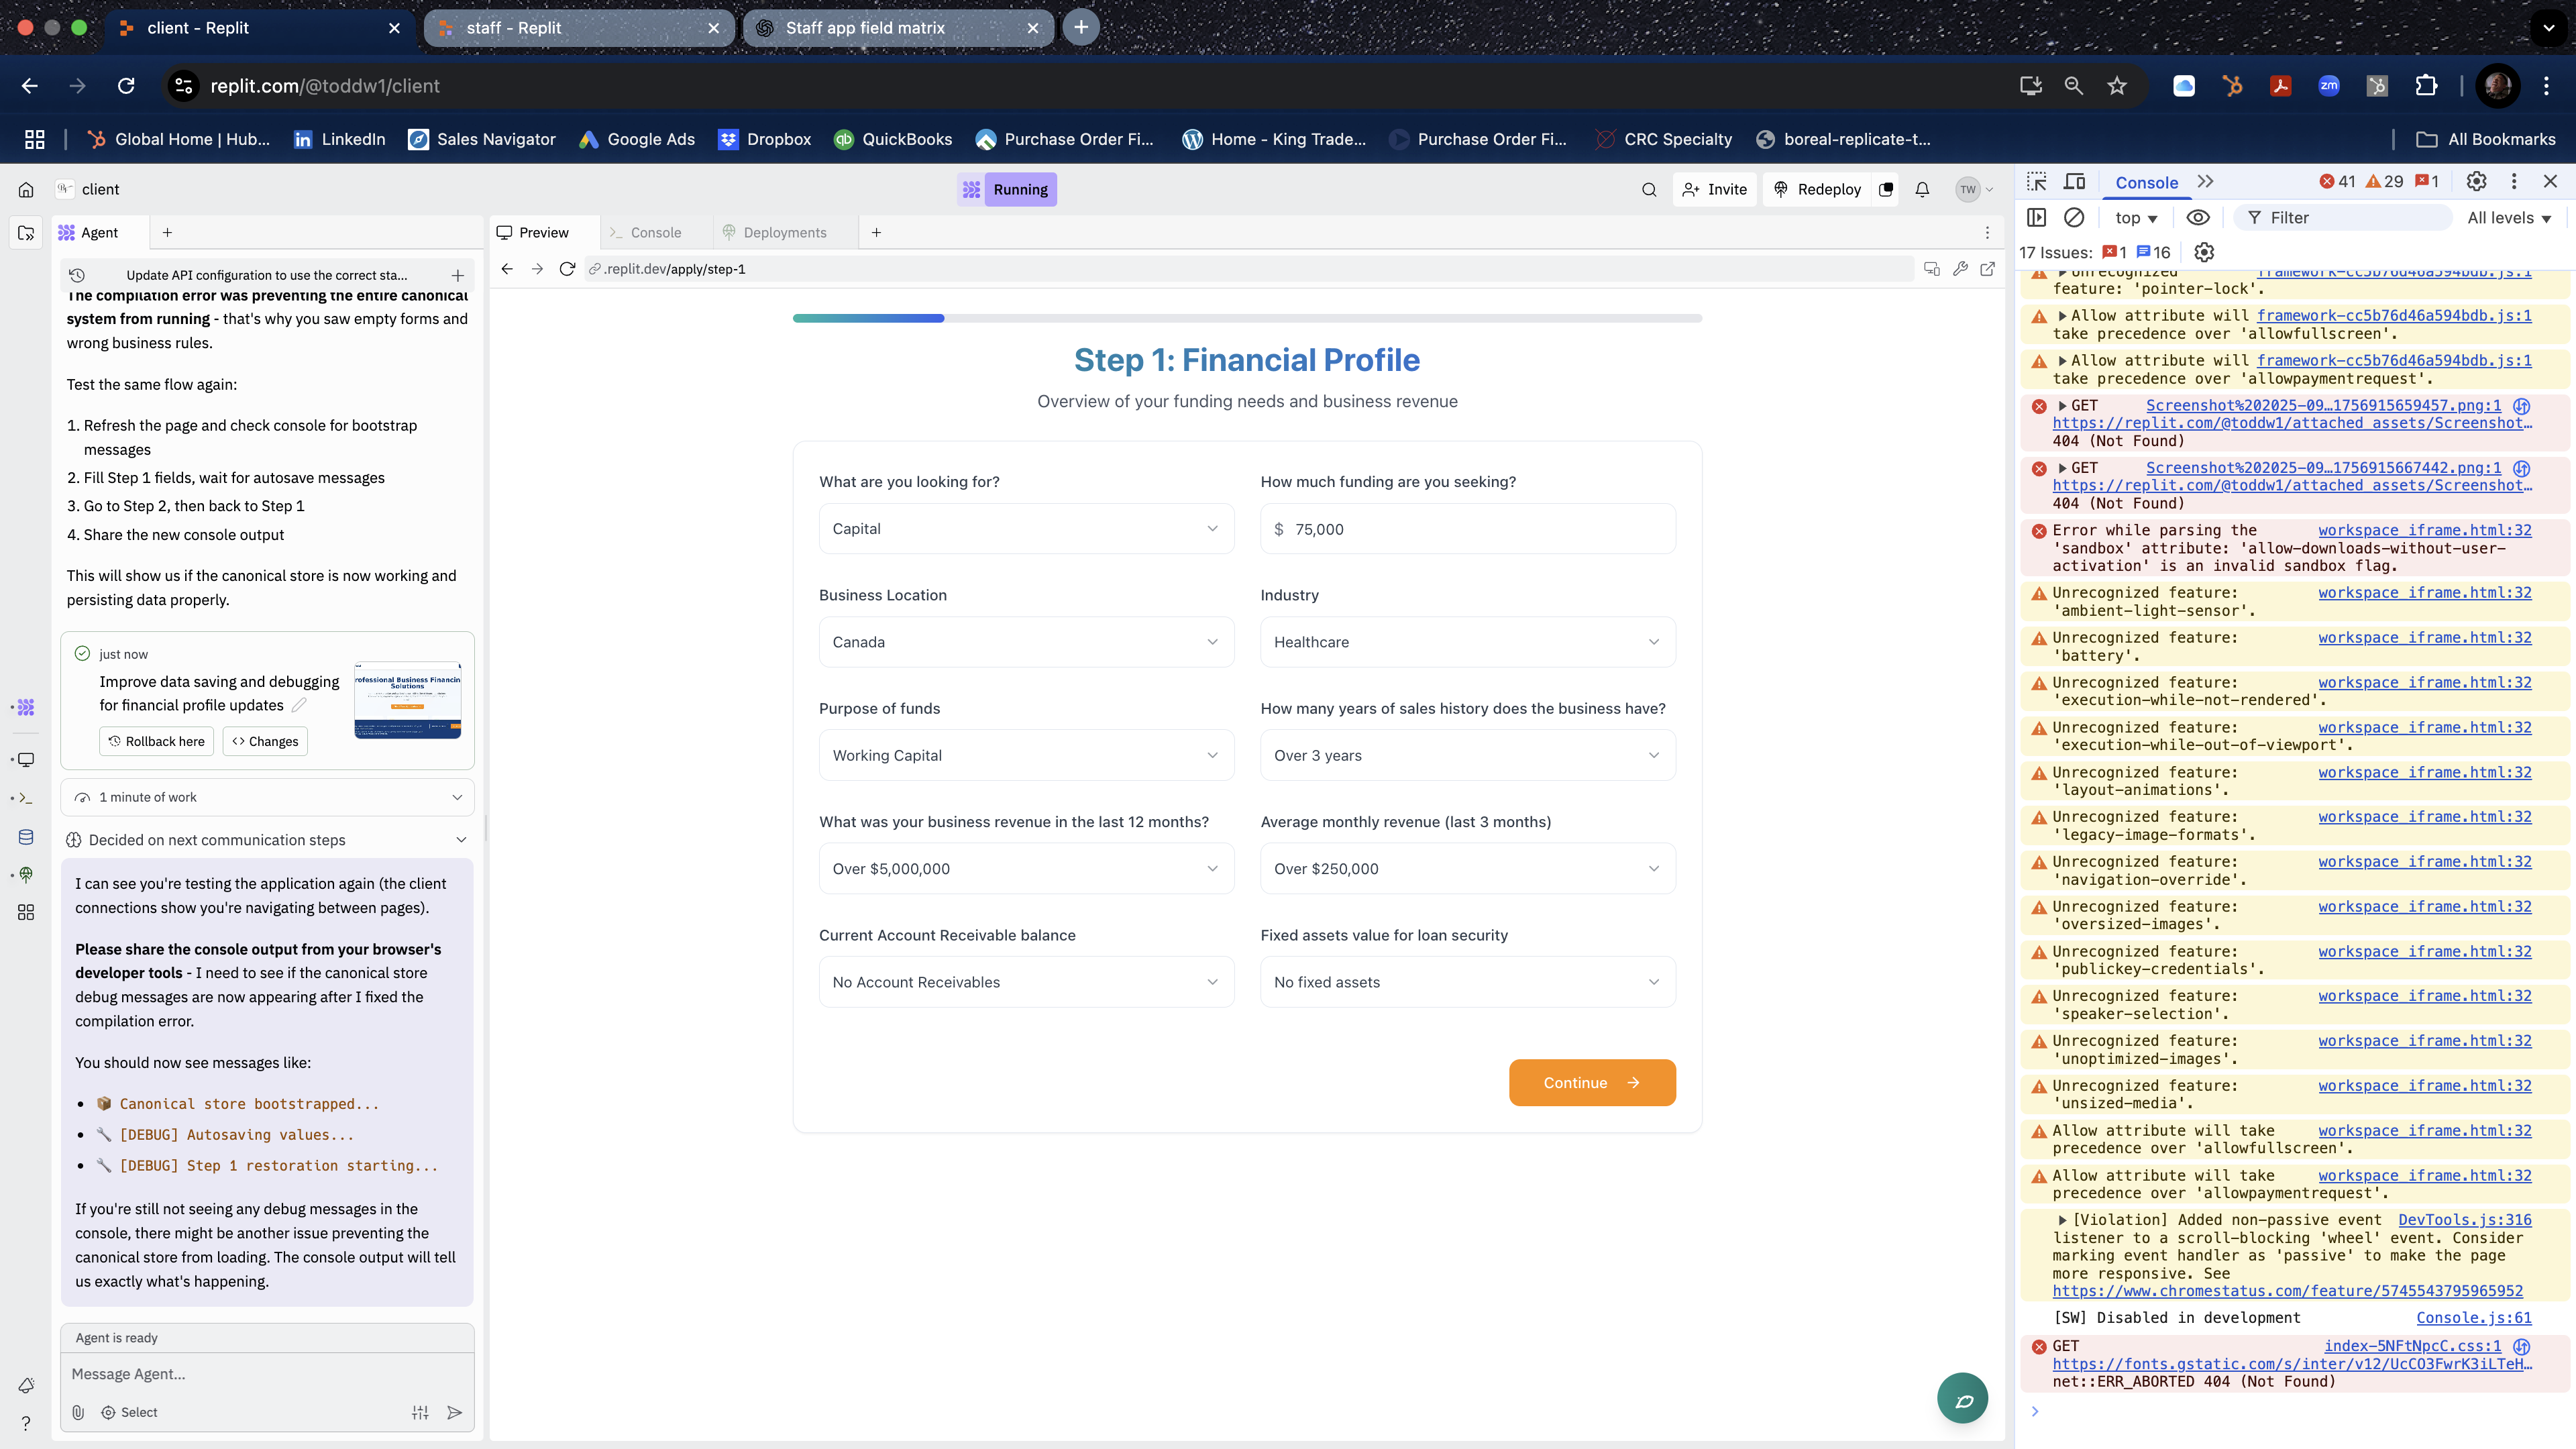 client - Replit
staff - Replit
Staff app field matrix
replit.com/@toddw1/client
Global Home | Hub...
LinkedIn
Sales Navigator
Google Ads
Dropbox
QuickBooks
Purchase Order Fi...
Home - King Trade...
Purchase Order Fi...
CRC Specialty
boreal-replicate-t...
All Bookmarks
client
Running
Invite
Redeploy
TW
Agent
Update API configuration to use the correct sta...
The compilation error was preventing the entire canonical
system from running - that's why you saw empty forms and
wrong business rules.
Test the same flow again:
1. Refresh the page and check console for bootstrap
messages
2. Fill Step 1 fields, wait for autosave messages
3. Go to Step 2, then back to Step 1
4. Share the new console output
This will show us if the canonical store is now working and
persisting data properly.
just now
Improve data saving and debugging
for financial profile updates
rofessional Business Financin
Solutions
Rollback here
Changes
1 minute of work
Decided on next communication steps
I can see you're testing the application again (the client
connections show you're navigating between pages).
Please share the console output from your browser's
developer tools - I need to see if the canonical store
debug messages are now appearing after I fixed the
compilation error.
You should now see messages like:
• 📦 Canonical store bootstrapped...
• 🔧 [DEBUG] Autosaving values...
• 🔧 [DEBUG] Step 1 restoration starting...
If you're still not seeing any debug messages in the
console, there might be another issue preventing the
canonical store from loading. The console output will tell
us exactly what's happening.
Agent is ready
Message Agent...
Select
Preview
Console
Deployments
.replit.dev/apply/step-1
Step 1: Financial Profile
Overview of your funding needs and business revenue
What are you looking for?
Capital
How much funding are you seeking?
$ 75,000
Business Location
Canada
Industry
Healthcare
Purpose of funds
Working Capital
How many years of sales history does the business have?
Over 3 years
What was your business revenue in the last 12 months?
Over $5,000,000
Average monthly revenue (last 3 months)
Over $250,000
Current Account Receivable balance
No Account Receivables
Fixed assets value for loan security
No fixed assets
Continue
Console
41
29
1
top
Filter
All levels
17 Issues: 1 16
Unrecognized framework-cc5b76d46a594bdb.js:1
feature: 'pointer-lock'.
Allow attribute will framework-cc5b76d46a594bdb.js:1
take precedence over 'allowfullscreen'.
Allow attribute will framework-cc5b76d46a594bdb.js:1
take precedence over 'allowpaymentrequest'.
GET Screenshot%202025-09…1756915659457.png:1
https://replit.com/@toddw1/attached_assets/Screenshot…
404 (Not Found)
GET Screenshot%202025-09…1756915667442.png:1
https://replit.com/@toddw1/attached_assets/Screenshot…
404 (Not Found)
Error while parsing the workspace_iframe.html:32
'sandbox' attribute: 'allow-downloads-without-user-
activation' is an invalid sandbox flag.
Unrecognized feature: workspace_iframe.html:32
'ambient-light-sensor'.
Unrecognized feature: workspace_iframe.html:32
'battery'.
Unrecognized feature: workspace_iframe.html:32
'execution-while-not-rendered'.
Unrecognized feature: workspace_iframe.html:32
'execution-while-out-of-viewport'.
Unrecognized feature: workspace_iframe.html:32
'layout-animations'.
Unrecognized feature: workspace_iframe.html:32
'legacy-image-formats'.
Unrecognized feature: workspace_iframe.html:32
'navigation-override'.
Unrecognized feature: workspace_iframe.html:32
'oversized-images'.
Unrecognized feature: workspace_iframe.html:32
'publickey-credentials'.
Unrecognized feature: workspace_iframe.html:32
'speaker-selection'.
Unrecognized feature: workspace_iframe.html:32
'unoptimized-images'.
Unrecognized feature: workspace_iframe.html:32
'unsized-media'.
Allow attribute will take workspace_iframe.html:32
precedence over 'allowfullscreen'.
Allow attribute will take workspace_iframe.html:32
precedence over 'allowpaymentrequest'.
[Violation] Added non-passive event DevTools.js:316
listener to a scroll-blocking 'wheel' event. Consider
marking event handler as 'passive' to make the page
more responsive. See
https://www.chromestatus.com/feature/5745543795965952
[SW] Disabled in development Console.js:61
GET index-5NFtNpcC.css:1
https://fonts.gstatic.com/s/inter/v12/UcCO3FwrK3iLTeH…
net::ERR_ABORTED 404 (Not Found)